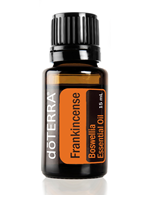 dōTERRA
Frankincense
Boswellia
Essential Oil
15 mL